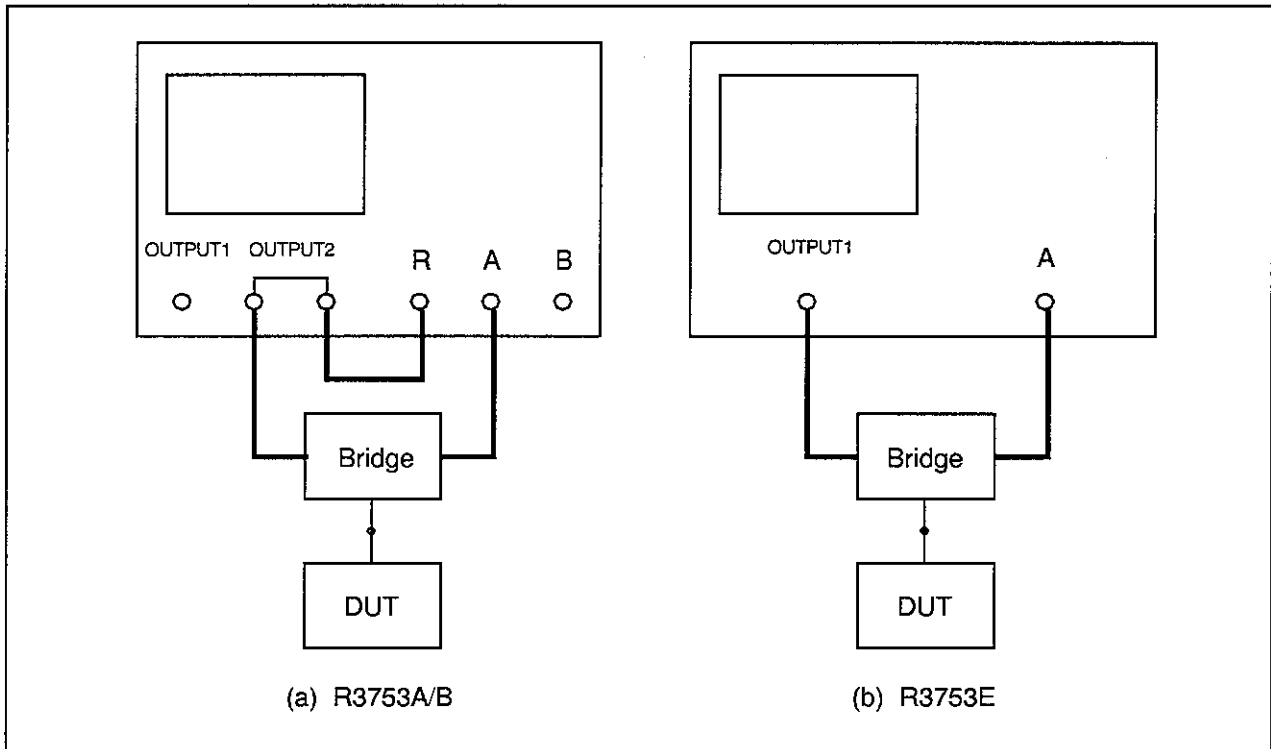 OUTPUT1 OUTPUT2 R A B
Bridge
DUT
(a) R3753A/B
OUTPUT1 A
Bridge
DUT
(b) R3753E